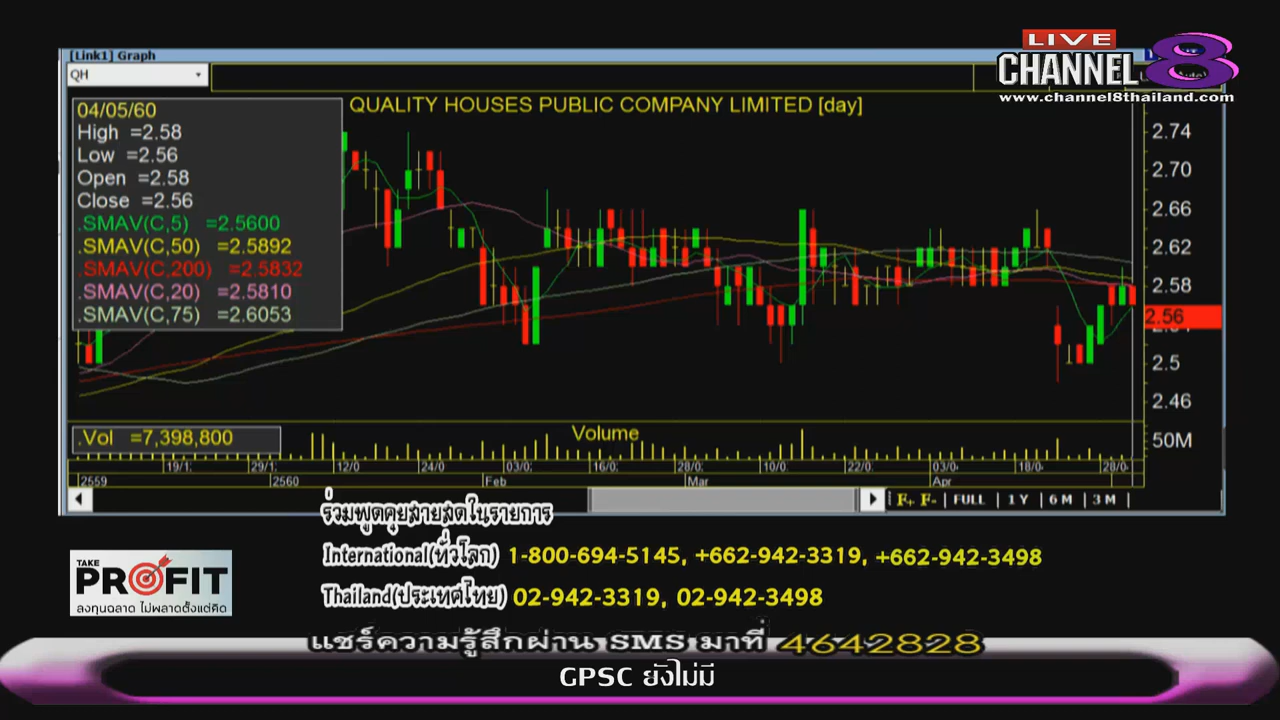 [Link1] Graph
QH
LIVE
CHANNEL 8
www.channel8thailand.com
QUALITY HOUSES PUBLIC COMPANY LIMITED [day]
04/05/60
High =2.58
Low =2.56
Open =2.58
Close =2.56
.SMAV(C,5) =2.5600
.SMAV(C,50) =2.5892
.SMAV(C,200) =2.5832
.SMAV(C,20) =2.5810
.SMAV(C,75) =2.6053
2.74
2.70
2.66
2.62
2.58
2.56
2.5
2.46
50M
.Vol =7,398,800
Volume
19/1: 29/1: 12/0 24/0 03/0: 16/0: 28/0: 10/0: 22/0: 03/0 18/0 28/0
2559 2560 Feb Mar Apr
F+ F- FULL 1 Y 6 M 3 M
ร่วมพูดคุยสายสดในรายการ
International(ทั่วโลก) 1-800-694-5145, +662-942-3319, +662-942-3498
Thailand(ประเทศไทย) 02-942-3319, 02-942-3498
TAKE
PROFIT
ลงทุนฉลาด ไม่พลาดตั้งแต่คิด
แชร์ความรู้สึกผ่าน SMS มาที่ 4642828
GPSC ยังไม่มี